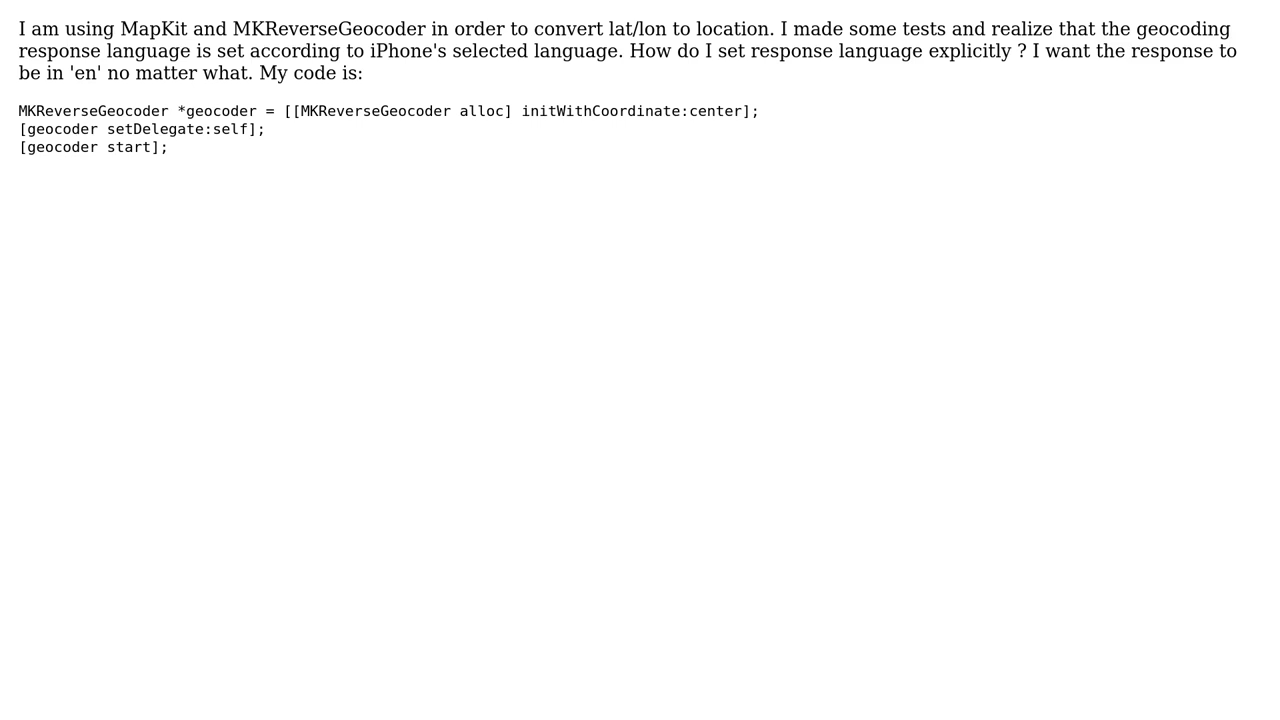 I am using MapKit and MKReverseGeocoder in order to convert lat/lon to location. I made some tests and realize that the geocoding
response language is set according to iPhone's selected language. How do I set response language explicitly ? I want the response to
be in 'en' no matter what. My code is:
MKReverseGeocoder *geocoder = [[MKReverseGeocoder alloc] initWithCoordinate:center];
[geocoder setDelegate:self];
[geocoder start];